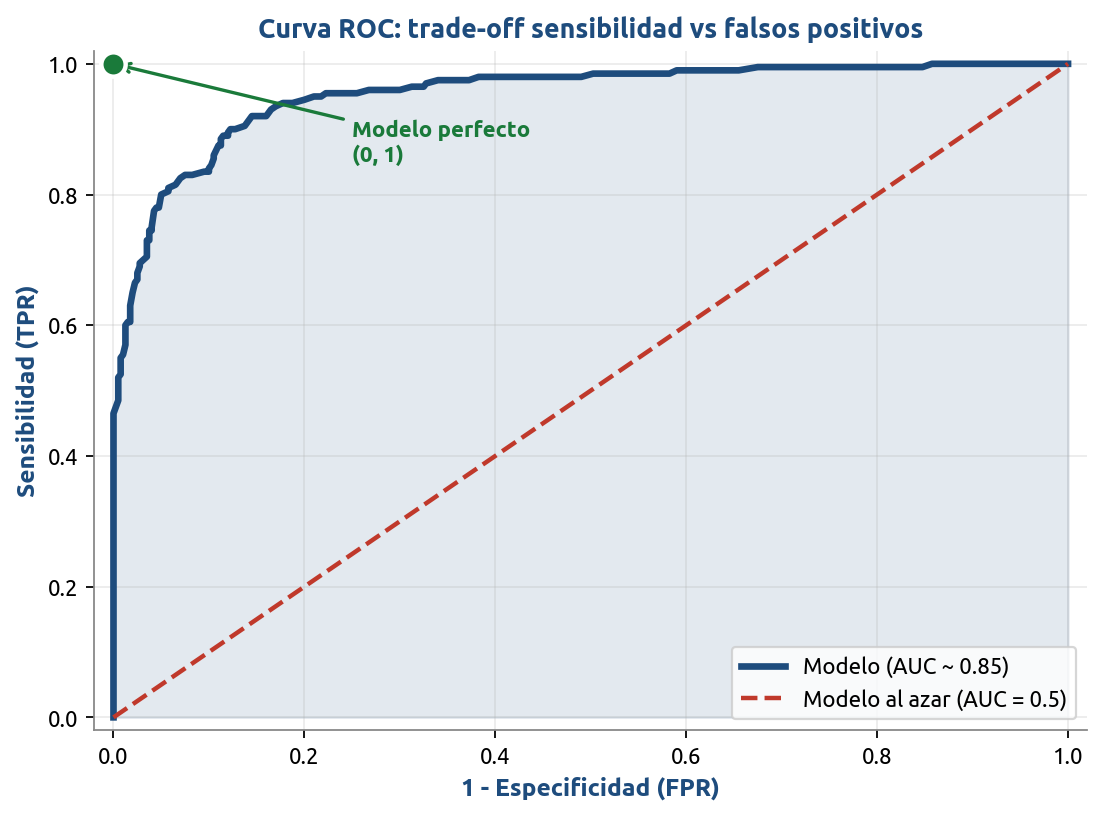 Curva ROC: trade-off sensibilidad vs falsos positivos
Sensibilidad (TPR)
1.0
0.8
0.6
0.4
0.2
0.0
Modelo perfecto
(0, 1)
Modelo (AUC ~ 0.85)
Modelo al azar (AUC = 0.5)
0.0 0.2 0.4 0.6 0.8 1.0
1 - Especificidad (FPR)